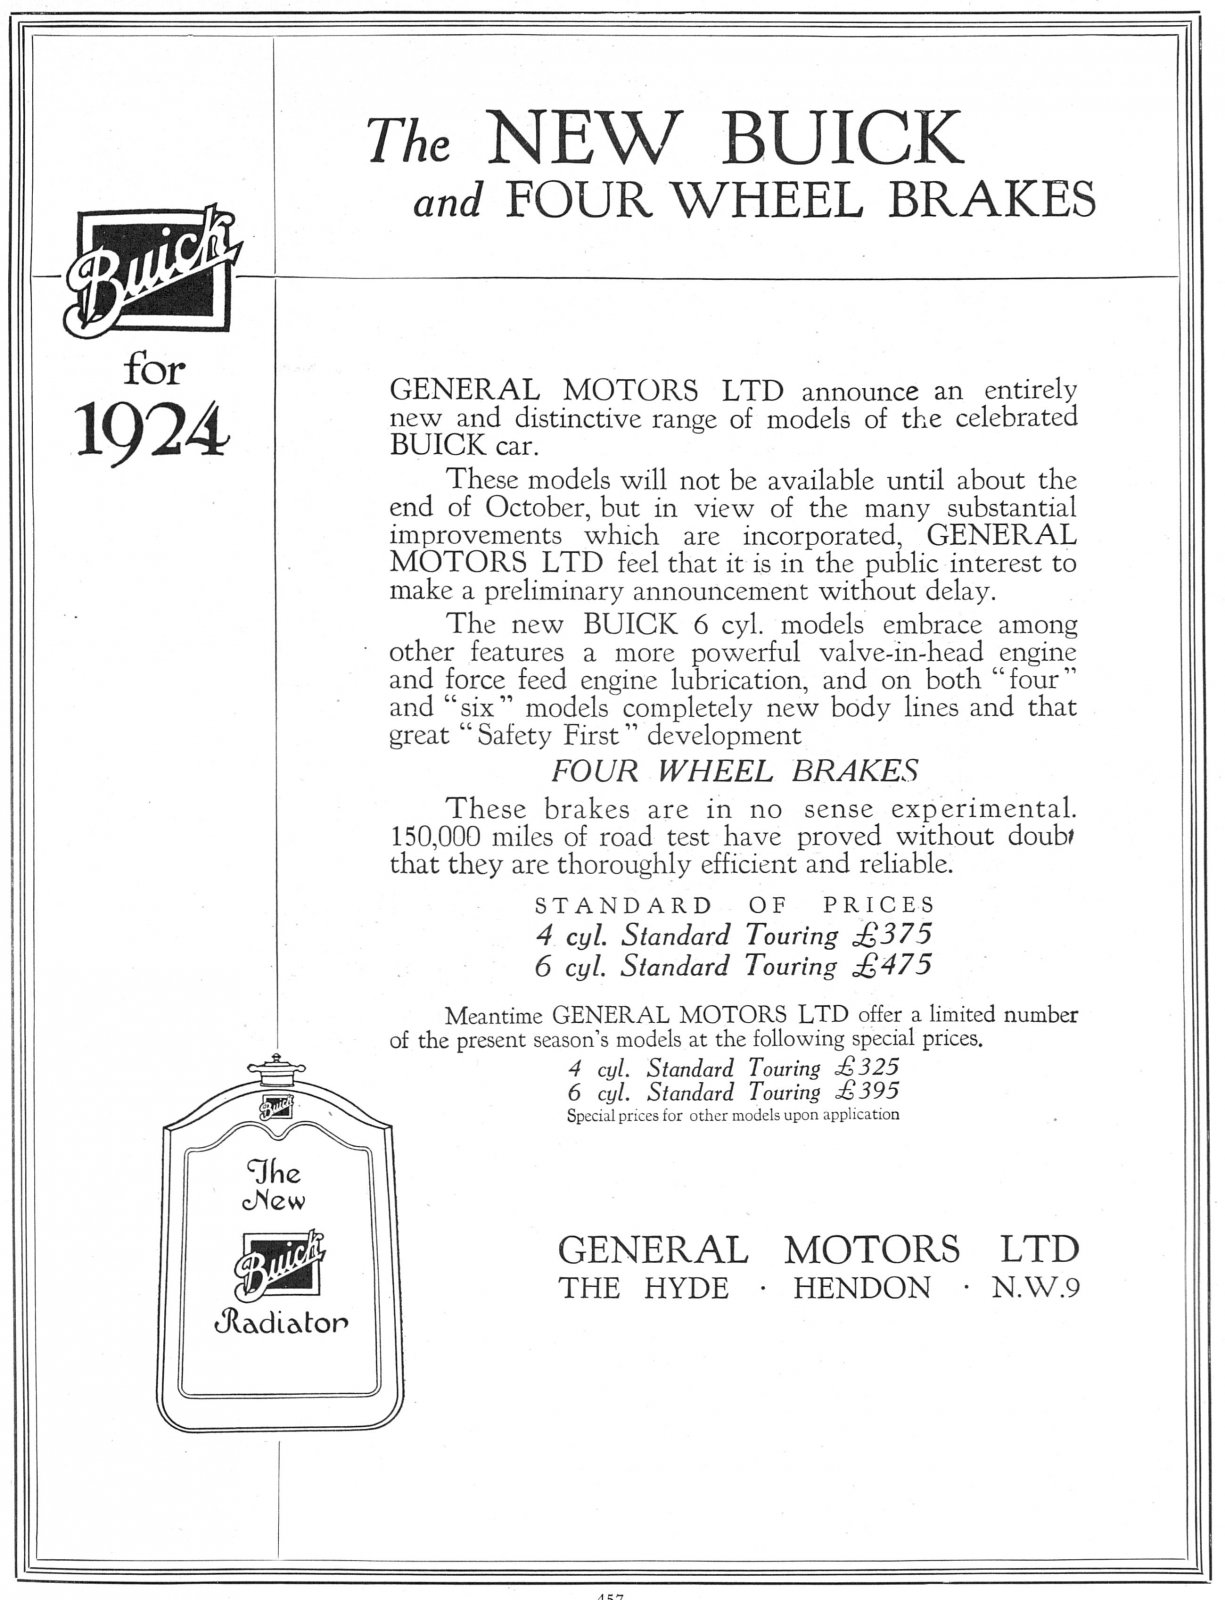 The NEW BUICK
and FOUR WHEEL BRAKES
Buick
for
1924
GENERAL MOTORS LTD announce an entirely
new and distinctive range of models of the celebrated
BUICK car.
These models will not be available until about the
end of October, but in view of the many substantial
improvements which are incorporated, GENERAL
MOTORS LTD feel that it is in the public interest to
make a preliminary announcement without delay.
The new BUICK 6 cyl. models embrace among
other features a more powerful valve-in-head engine
and force feed engine lubrication, and on both "four"
and "six" models completely new body lines and that
great "Safety First" development
FOUR WHEEL BRAKES
These brakes are in no sense experimental.
150,000 miles of road test have proved without doubt
that they are thoroughly efficient and reliable.
STANDARD OF PRICES
4 cyl. Standard Touring £375
6 cyl. Standard Touring £475
Meantime GENERAL MOTORS LTD offer a limited number
of the present season's models at the following special prices.
4 cyl. Standard Touring £325
6 cyl. Standard Touring £395
Special prices for other models upon application
Buick
The
New
Buick
Radiator
GENERAL MOTORS LTD
THE HYDE · HENDON · N.W.9
457